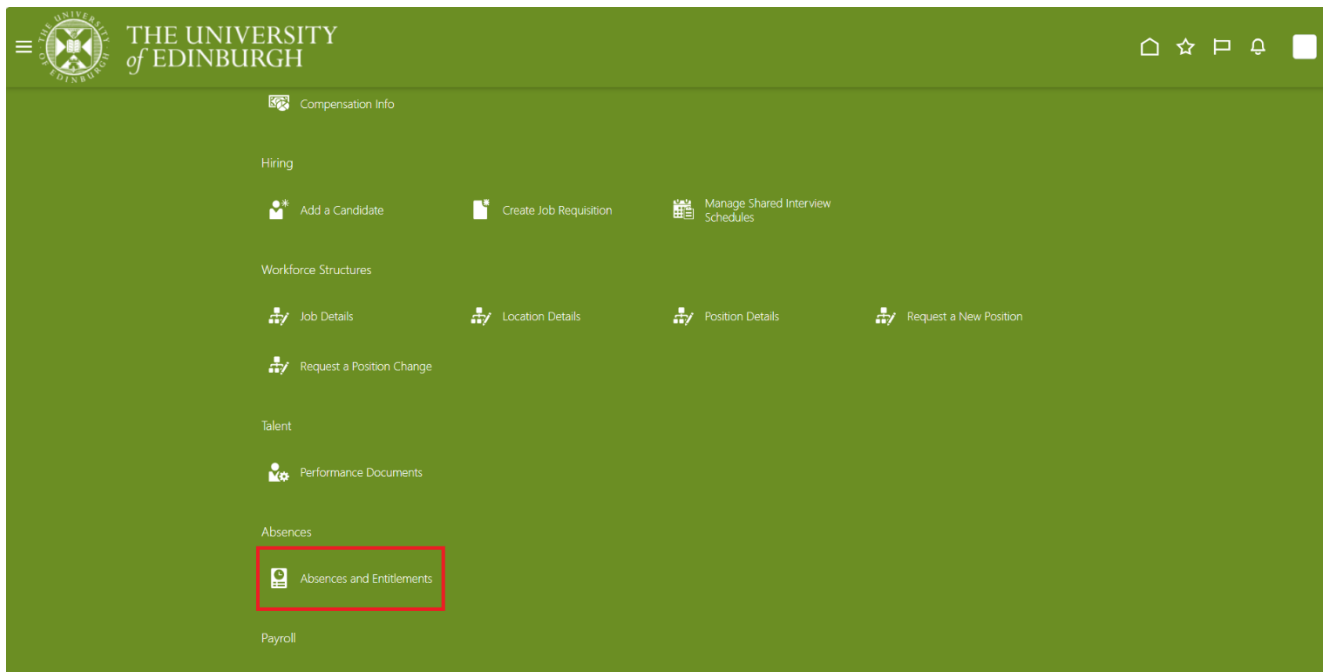 THE UNIVERSITY
of EDINBURGH
Compensation Info
Hiring
Add a Candidate
Create Job Requisition
Manage Shared Interview
Schedules
Workforce Structures
Job Details
Location Details
Position Details
Request a New Position
Request a Position Change
Talent
Performance Documents
Absences
Absences and Entitlements
Payroll